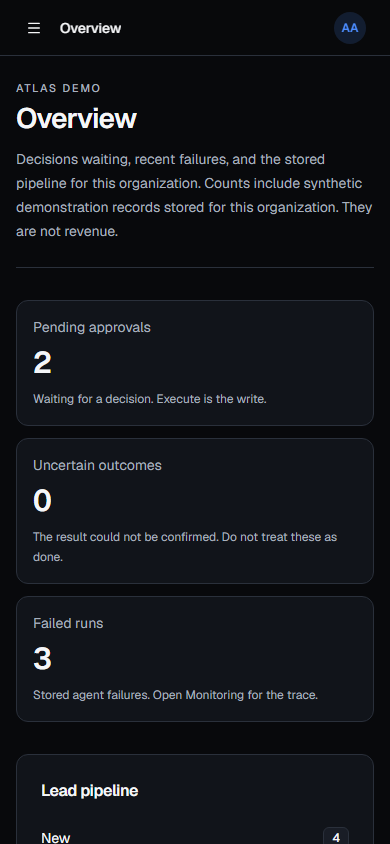 Overview
AA
ATLAS DEMO
Overview
Decisions waiting, recent failures, and the stored
pipeline for this organization. Counts include synthetic
demonstration records stored for this organization. They
are not revenue.
Pending approvals
2
Waiting for a decision. Execute is the write.
Uncertain outcomes
0
The result could not be confirmed. Do not treat these as
done.
Failed runs
3
Stored agent failures. Open Monitoring for the trace.
Lead pipeline
New
4